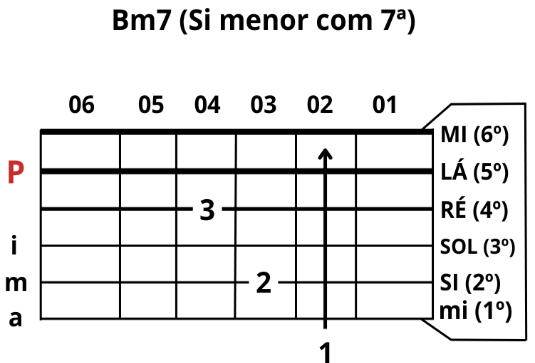 Bm7 (Si menor com 7ª)
06 05 04 03 02 01
MI (6º)
P LÁ (5º)
3 RÉ (4º)
i SOL (3º)
m 2 SI (2º)
a mi (1º)
1